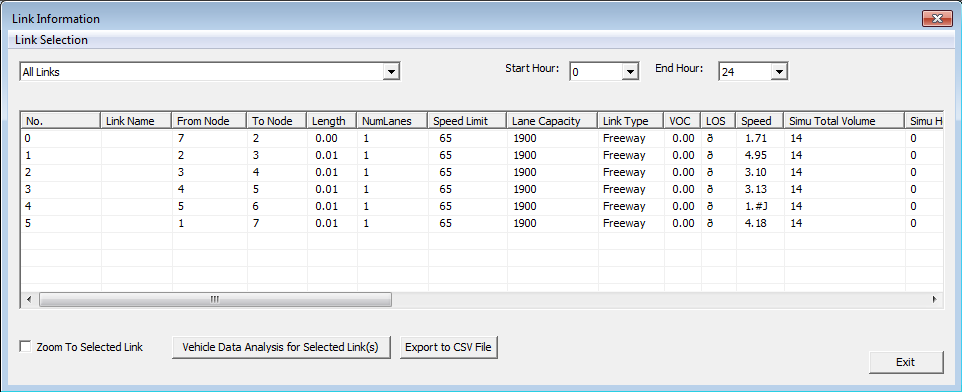 Link Information
Link Selection
All Links Start Hour: 0 End Hour: 24
No. Link Name From Node To Node Length NumLanes Speed Limit Lane Capacity Link Type VOC LOS Speed Simu Total Volume Simu H
0 7 2 0.00 1 65 1900 Freeway 0.00 ð 1.71 14 0
1 2 3 0.01 1 65 1900 Freeway 0.00 ð 4.95 14 0
2 3 4 0.01 1 65 1900 Freeway 0.00 ð 3.10 14 0
3 4 5 0.01 1 65 1900 Freeway 0.00 ð 3.13 14 0
4 5 6 0.01 1 65 1900 Freeway 0.00 ð 1.#J 14 0
5 1 7 0.01 1 65 1900 Freeway 0.00 ð 4.18 14 0
Zoom To Selected Link Vehicle Data Analysis for Selected Link(s) Export to CSV File
Exit